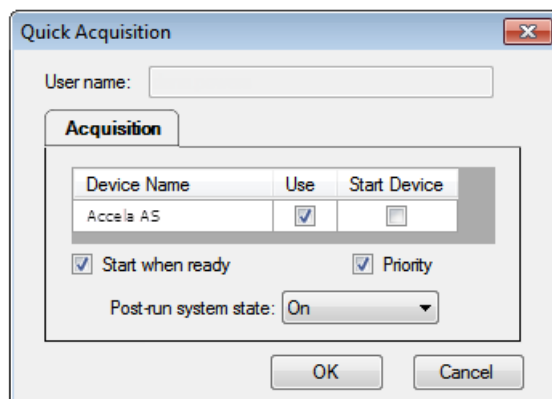 Quick Acquisition
User name:
Acquisition
Device Name Use Start Device
Accela AS
Start when ready Priority
Post-run system state: On
OK Cancel